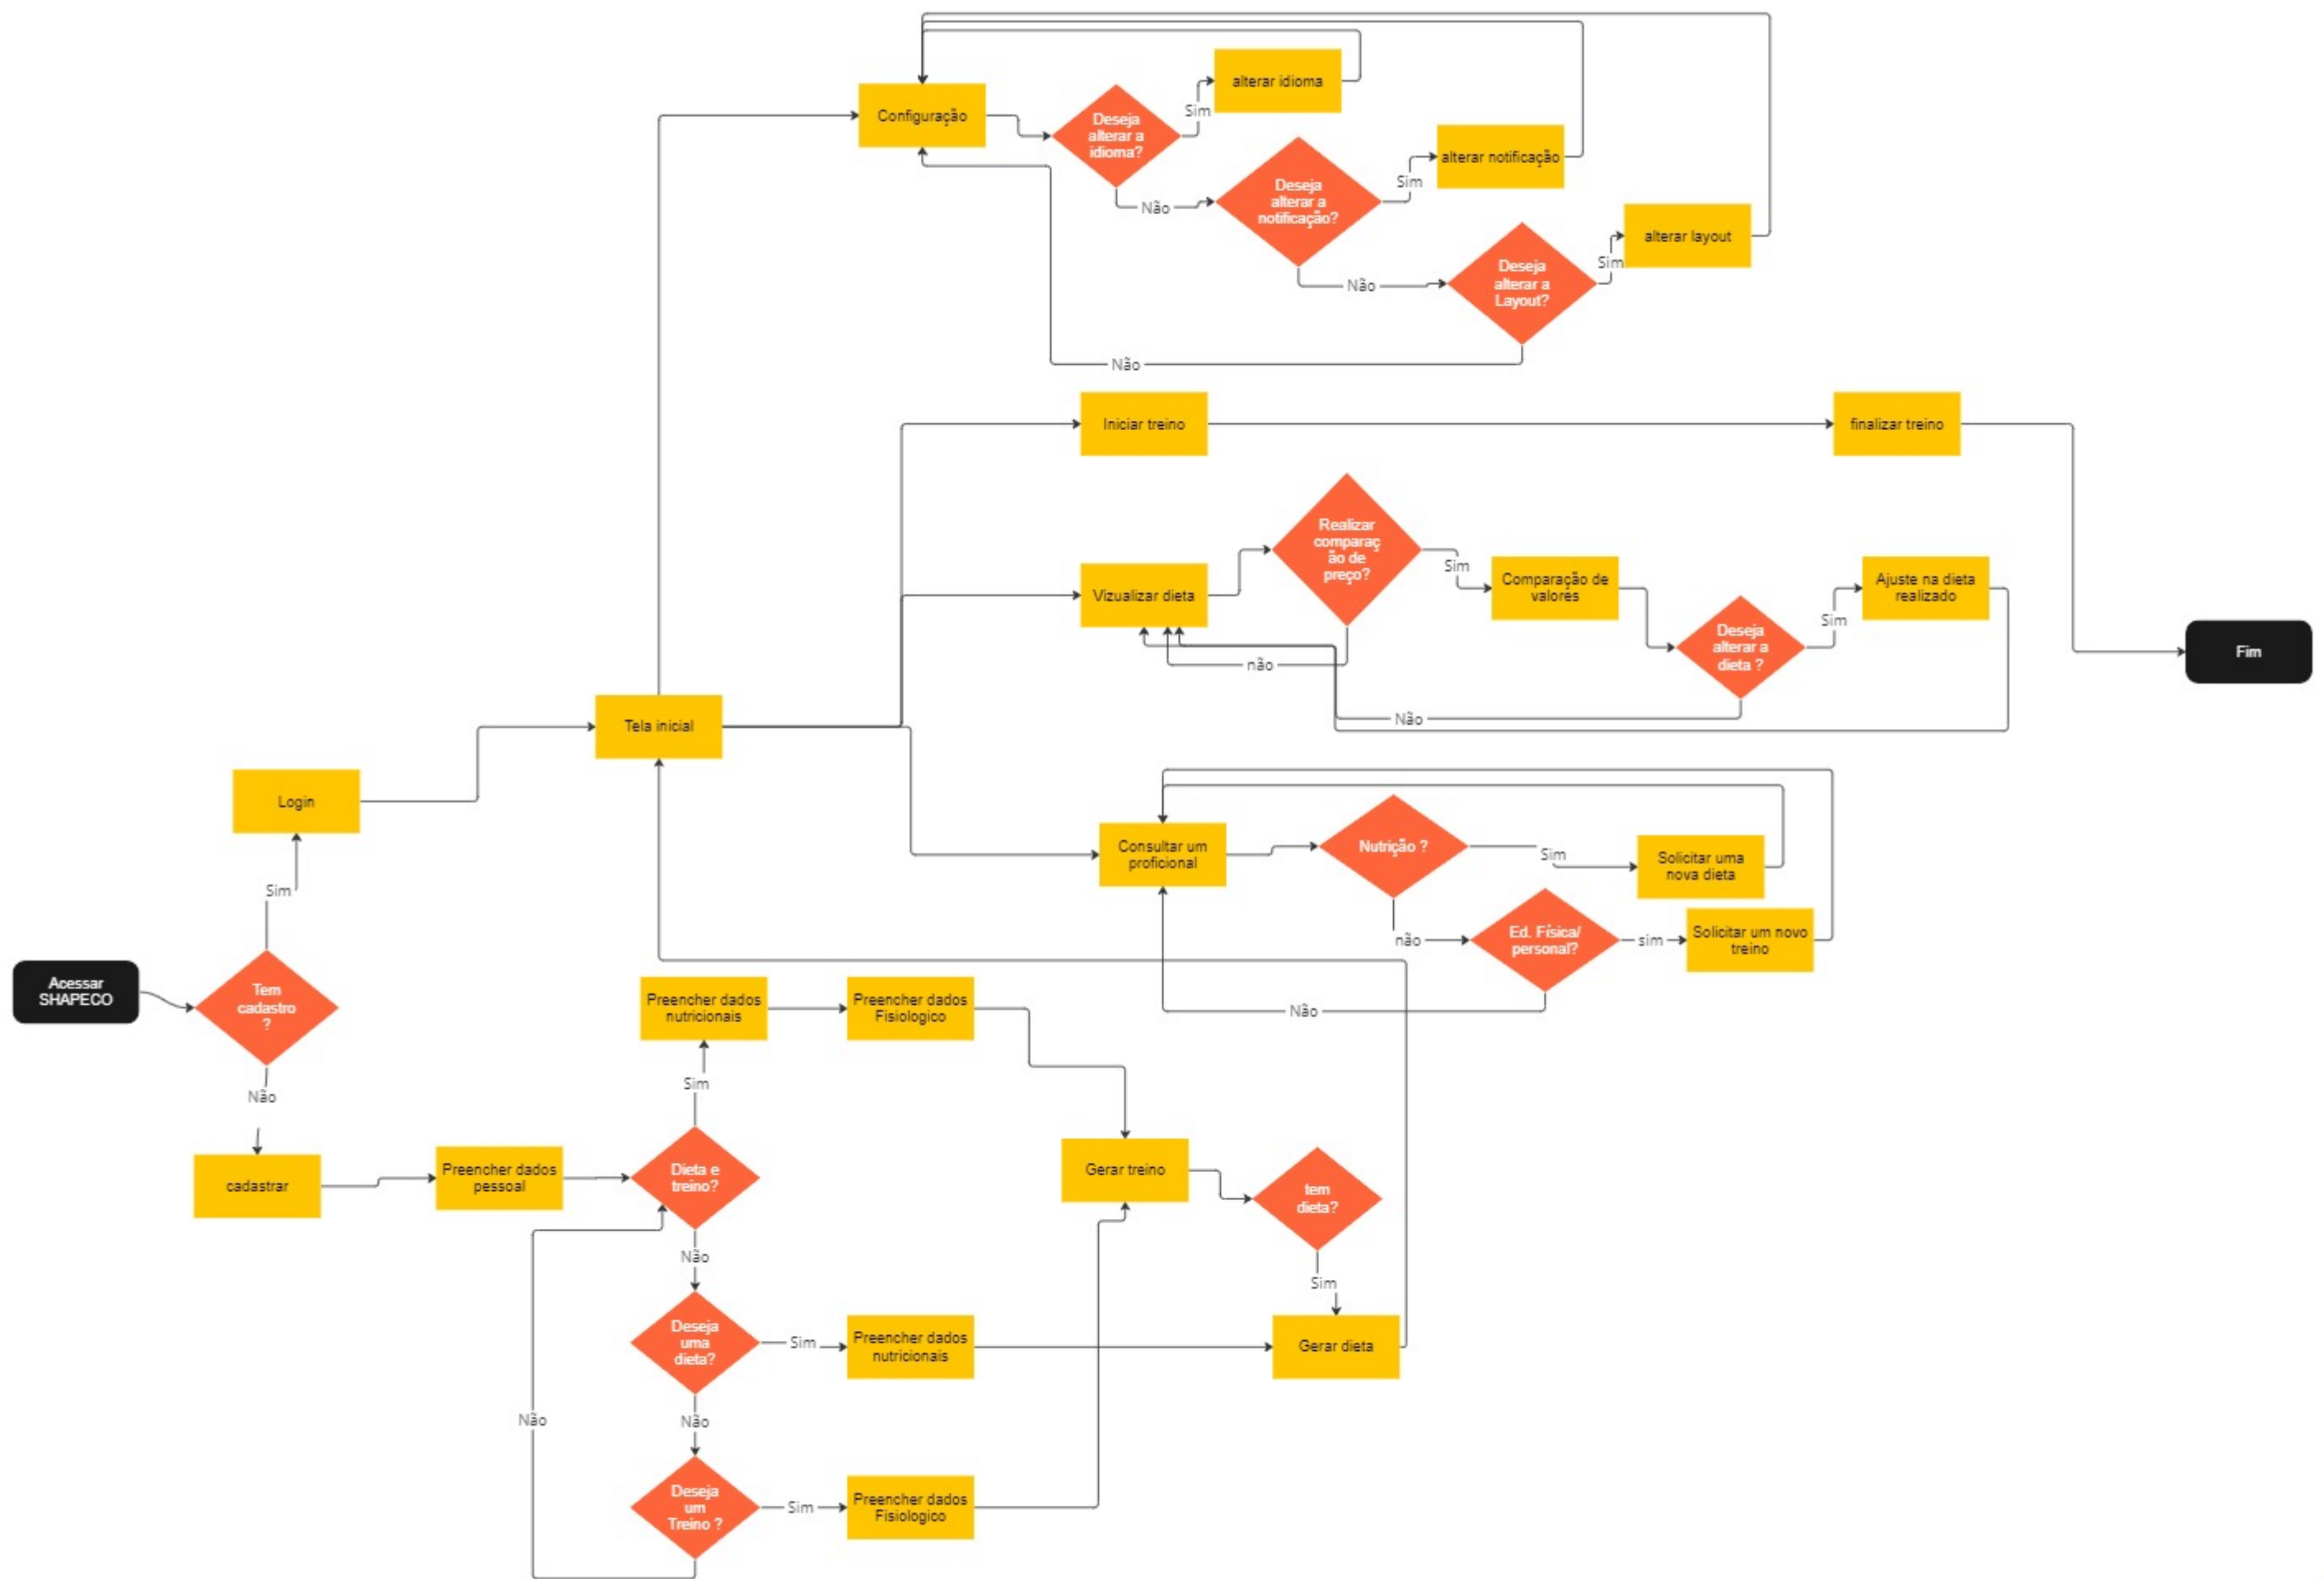 alterar idioma
Configuração
Deseja
alterar a
idioma?
Sim
alterar notificação
Deseja
alterar a
notificação?
Sim
Não
alterar layout
Deseja
alterar a
Layout?
Sim
Não
Não
Iniciar treino
finalizar treino
Realizar
comparaç
ão de
preço?
Sim
Vizualizar dieta
Comparação de
valores
Ajuste na dieta
realizado
Deseja
alterar a
dieta ?
Sim
não
Não
Fim
Tela inicial
Login
Sim
Consultar um
proficional
Nutrição ?
Sim
Solicitar uma
nova dieta
não
Ed. Física/
personal?
sim
Solicitar um novo
treino
Não
Acessar
SHAPECO
Tem
cadastro
?
Não
Preencher dados
nutricionais
Preencher dados
Fisiologico
Sim
cadastrar
Preencher dados
pessoal
Dieta e
treino?
Gerar treino
tem
dieta?
Não
Sim
Deseja
uma
dieta?
Sim
Preencher dados
nutricionais
Gerar dieta
Não
Não
Deseja
um
Treino ?
Sim
Preencher dados
Fisiologico